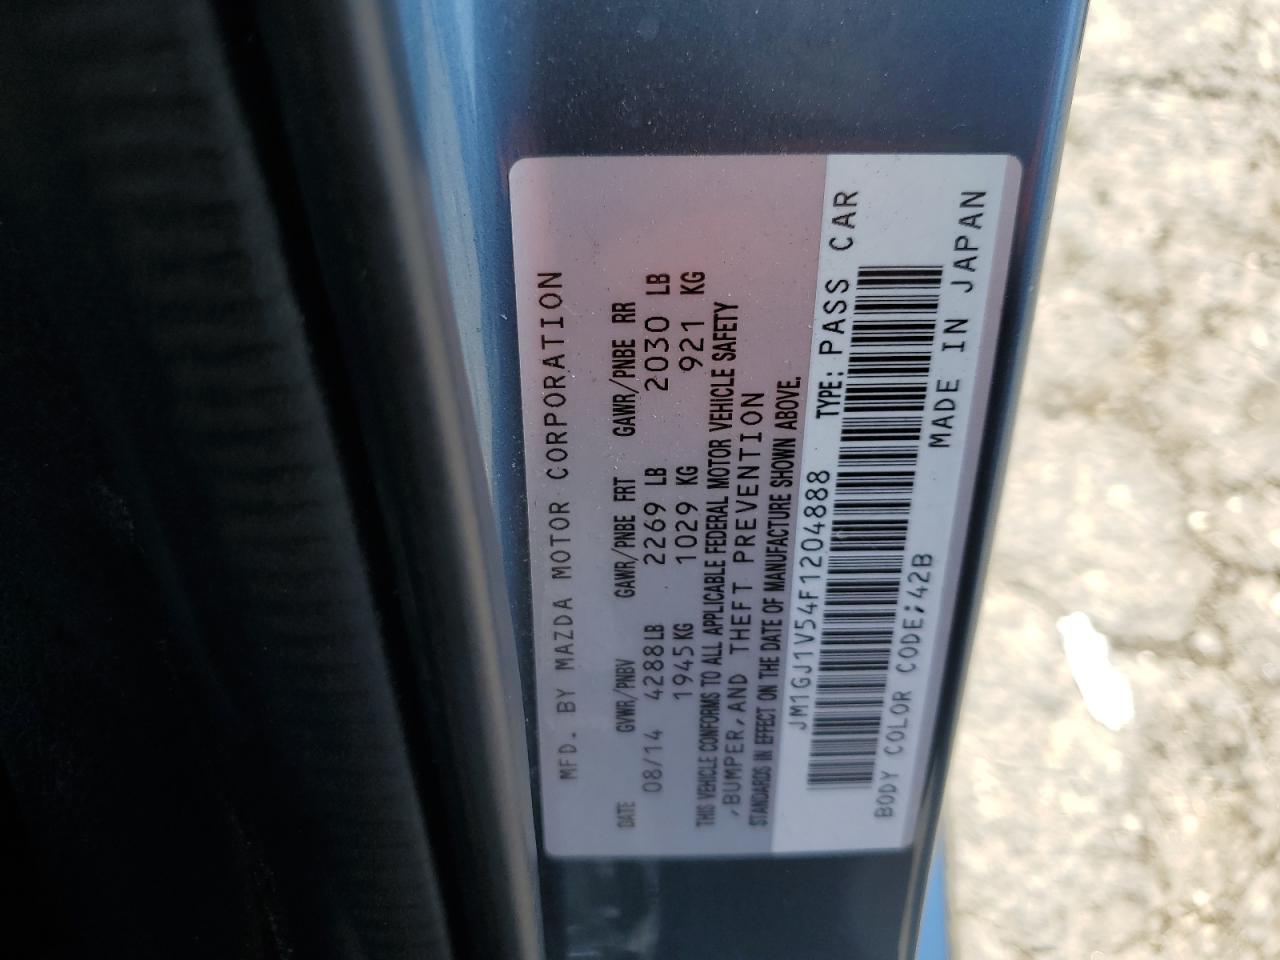 MFD. BY MAZDA MOTOR CORPORATION
DATE GVWR/PNBV GAWR/PNBE FRT GAWR/PNBE RR
08/14 4288LB 2269 LB 2030 LB
1945KG 1029 KG 921 KG
THIS VEHICLE CONFORMS TO ALL APPLICABLE FEDERAL MOTOR VEHICLE SAFETY
,BUMPER,AND THEFT PREVENTION
STANDARDS IN EFFECT ON THE DATE OF MANUFACTURE SHOWN ABOVE.
JM1GJ1V54F1204888 TYPE: PASS CAR
BODY COLOR CODE;42B MADE IN JAPAN